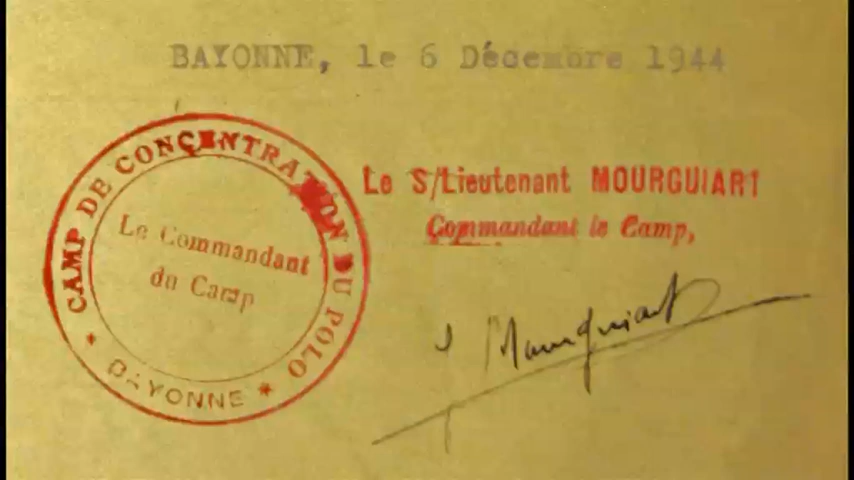 BAYONNE, le 6 Décembre 1944
CAMP DE CONCENTRATION DU POLO
* BAYONNE *
Le Commandant
du Camp
Le S/Lieutenant MOURGUIART
Commandant le Camp,
J Mourguiart